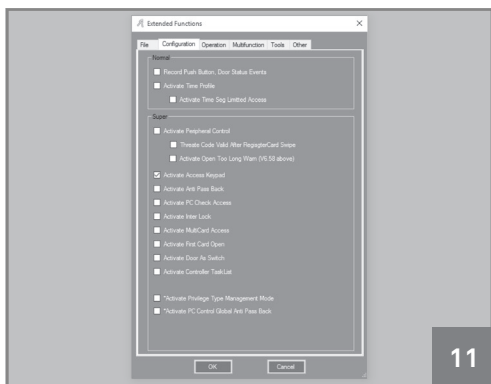 Extended Functions
File Configuration Operation Multifunction Tools Other
Normal
Record Push Button, Door Status Events
Activate Time Profile
Activate Time Seg Limitted Access
Super
Activate Peripheral Control
Threate Code Valid After RegagterCard Swipe
Activate Open Too Long Warn (V6.58 above)
Activate Access Keypad
Activate Anti Pass Back
Activate PC Check Access
Activate Inter Lock
Activate MultiCard Access
Activate First Card Open
Activate Door As Switch
Activate Controller TaskList
*Activate Privilege Type Management Mode
*Activate PC Control Global Anti Pass Back
OK Cancel
11